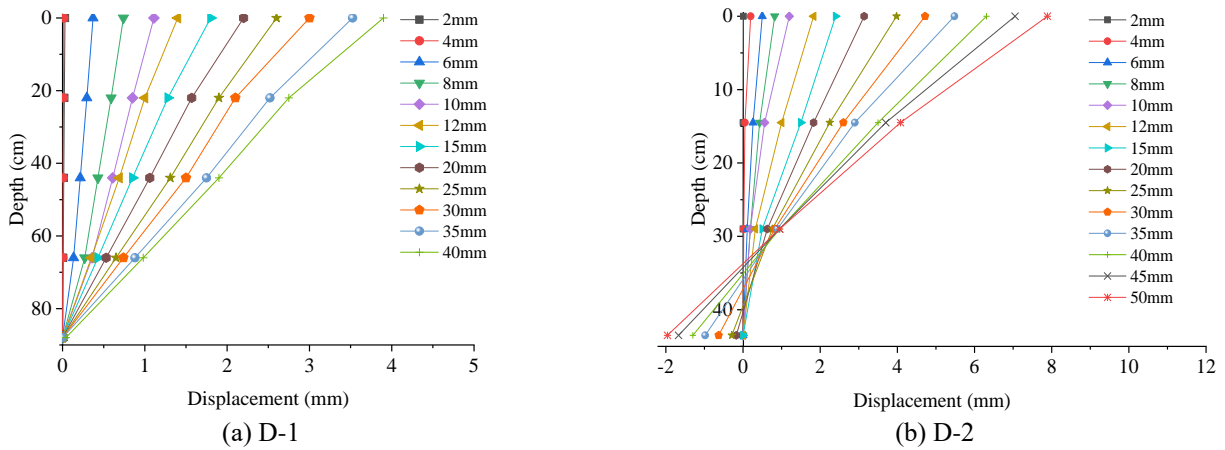 0
20
40
60
80
Depth (cm)
0 1 2 3 4 5
Displacement (mm)
2mm
4mm
6mm
8mm
10mm
12mm
15mm
20mm
25mm
30mm
35mm
40mm
(a) D-1
0
10
20
30
40
Depth (cm)
-2 0 2 4 6 8 10 12
Displacement (mm)
2mm
4mm
6mm
8mm
10mm
12mm
15mm
20mm
25mm
30mm
35mm
40mm
45mm
50mm
(b) D-2